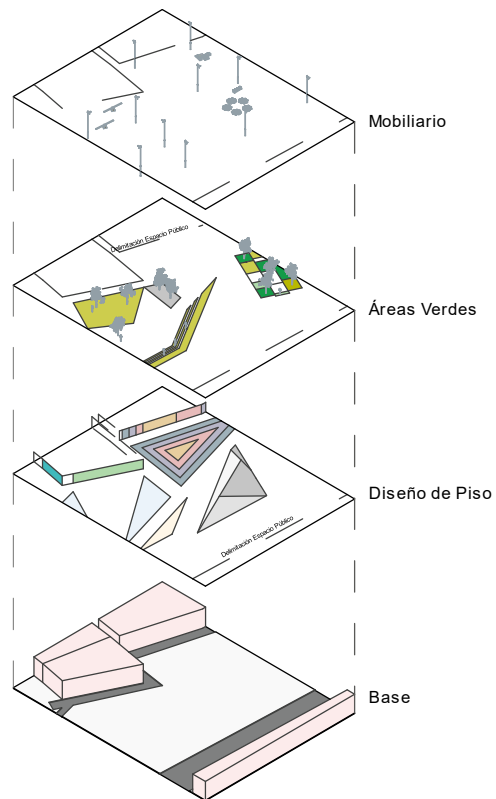 Mobiliario
Delimitación Espacio Público
Áreas Verdes
Diseño de Piso
Delimitación Espacio Público
Base